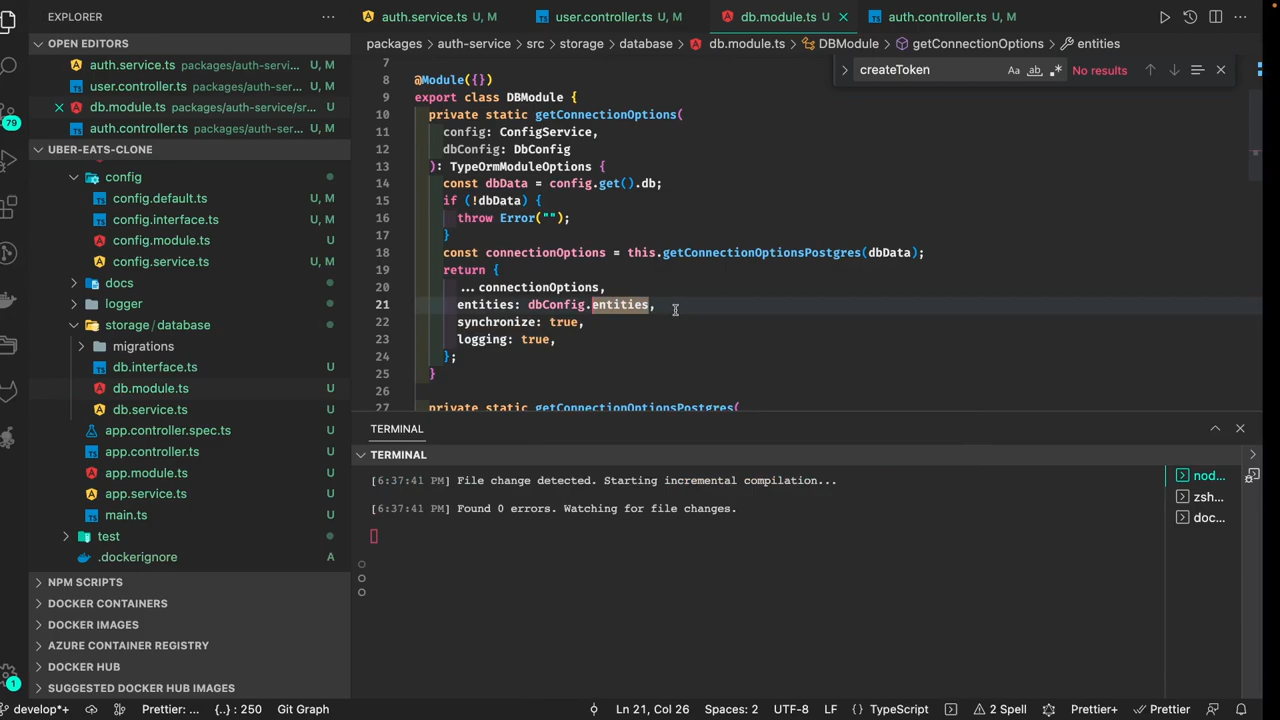 EXPLORER
···
OPEN EDITORS
auth.service.ts packages/auth-servi... U, M
user.controller.ts packages/auth-... U, M
db.module.ts packages/auth-service/sr...
auth.controller.ts packages/auth-ser... U, M
UBER-EATS-CLONE
config
config.default.ts U, M
config.interface.ts U, M
config.module.ts U
config.service.ts U, M
docs
logger
storage/database
migrations
db.interface.ts U
db.module.ts U
db.service.ts U
app.controller.spec.ts U
app.controller.ts U
app.module.ts U
app.service.ts U
main.ts U
test
.dockerignore A
NPM SCRIPTS
DOCKER CONTAINERS
DOCKER IMAGES
AZURE CONTAINER REGISTRY
DOCKER HUB
SUGGESTED DOCKER HUB IMAGES
79
1
auth.service.ts U, M
user.controller.ts U, M
db.module.ts U
auth.controller.ts U, M
packages > auth-service > src > storage > database > db.module.ts > DBModule > getConnectionOptions > entities
createToken Aa ab No results
7
8 @Module({})
9 export class DBModule {
10 private static getConnectionOptions(
11 config: ConfigService,
12 dbConfig: DbConfig
13 ): TypeOrmModuleOptions {
14 const dbData = config.get().db;
15 if (!dbData) {
16 throw Error("");
17 }
18 const connectionOptions = this.getConnectionOptionsPostgres(dbData);
19 return {
20 ...connectionOptions,
21 entities: dbConfig.entities,
22 synchronize: true,
23 logging: true,
24 };
25 }
26
27 private static getConnectionOptionsPostgres(
TERMINAL
TERMINAL
[6:37:41 PM] File change detected. Starting incremental compilation...
[6:37:41 PM] Found 0 errors. Watching for file changes.
nod...
zsh...
doc...
develop*+ Prettier: ... {..} : 250 Git Graph Ln 21, Col 26 Spaces: 2 UTF-8 LF {} TypeScript 2 Spell Prettier+ Prettier